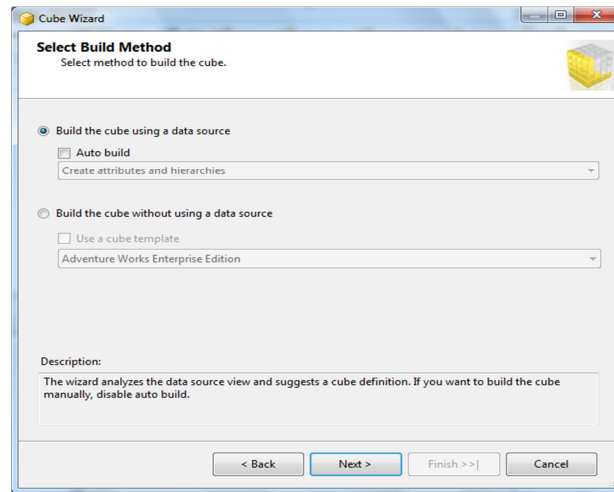 Cube Wizard
Select Build Method
Select method to build the cube.
Build the cube using a data source
Auto build
Create attributes and hierarchies
Build the cube without using a data source
Use a cube template
Adventure Works Enterprise Edition
Description:
The wizard analyzes the data source view and suggests a cube definition. If you want to build the cube
manually, disable auto build.
< Back Next > Finish >>| Cancel